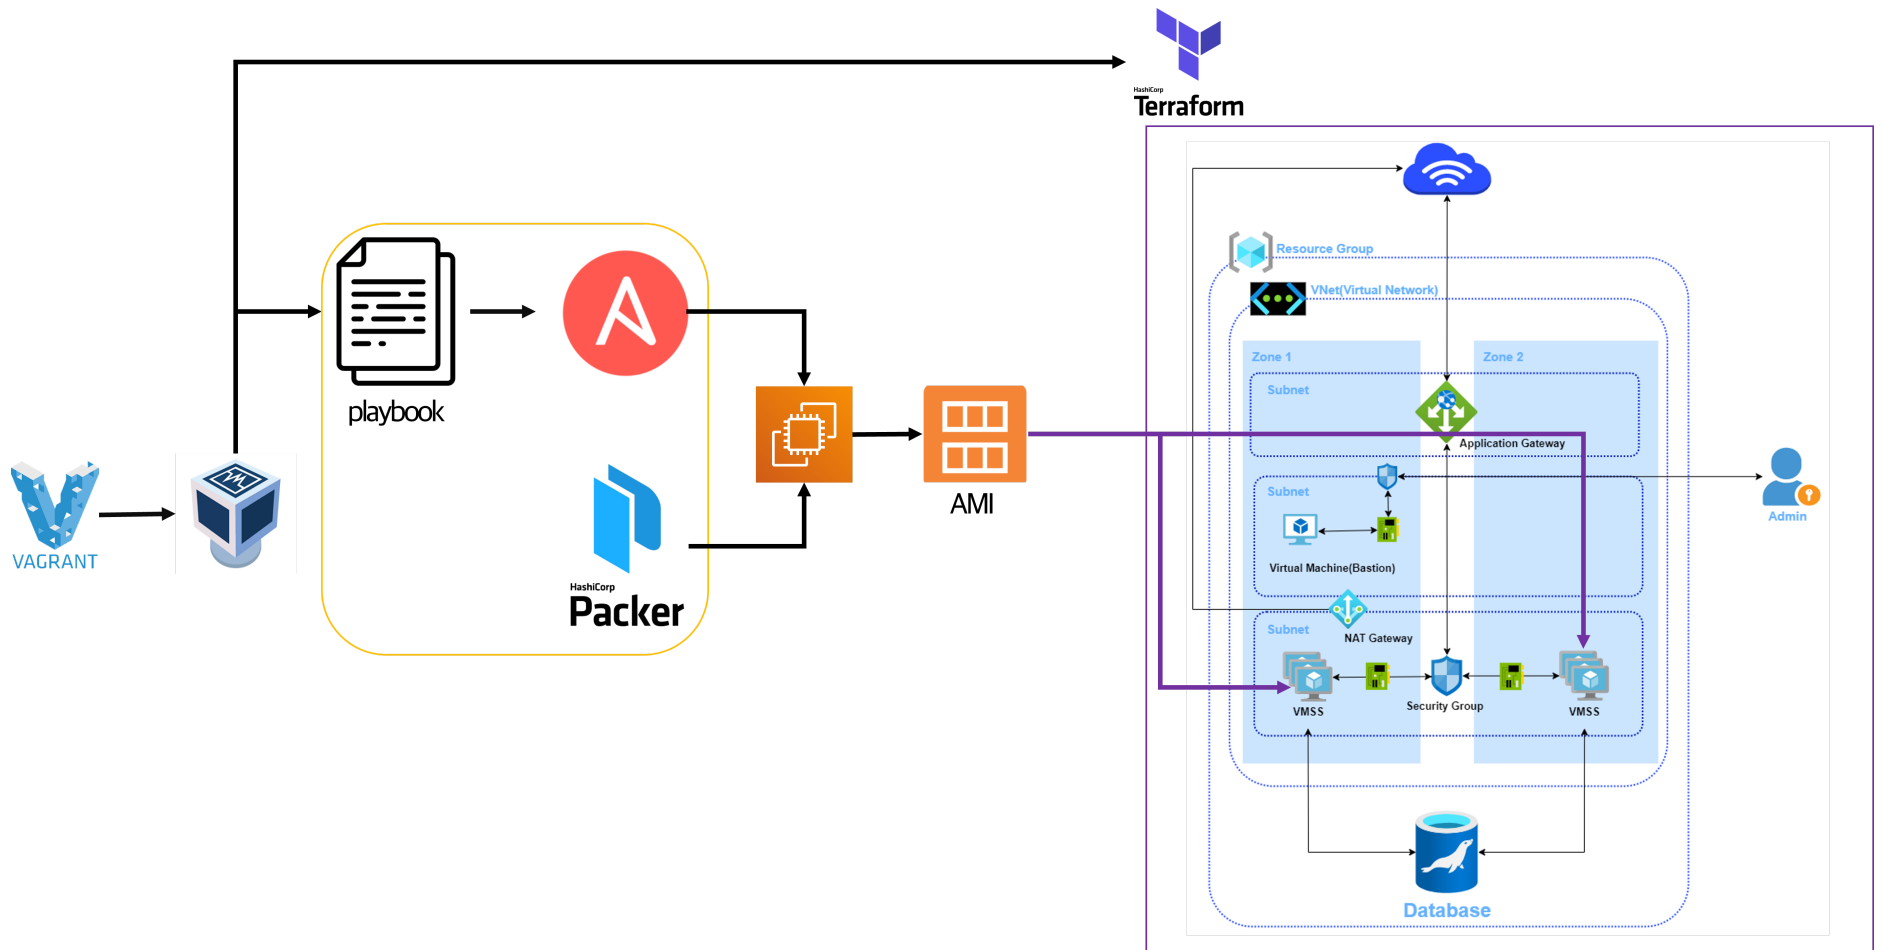 HashiCorp
Terraform
Resource Group
VNet(Virtual Network)
Zone 1
Zone 2
Subnet
Application Gateway
playbook
VAGRANT
AMI
HashiCorp
Packer
Subnet
Virtual Machine(Bastion)
Admin
Subnet
NAT Gateway
VMSS
Security Group
VMSS
Database